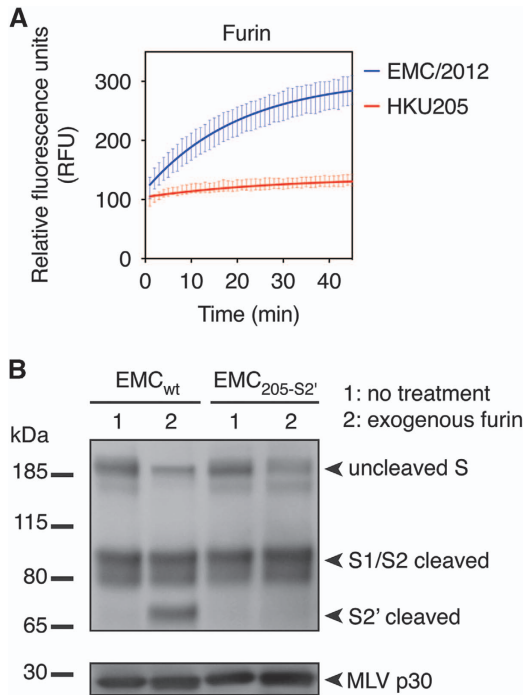 A
Furin
Relative fluorescence units
(RFU)
300
200
100
0
0 10 20 30 40
Time (min)
EMC/2012
HKU205
B
EMCwt EMC205-S2'
1 2 1 2
1: no treatment
2: exogenous furin
kDa
185
115
80
65
30
uncleaved S
S1/S2 cleaved
S2' cleaved
MLV p30